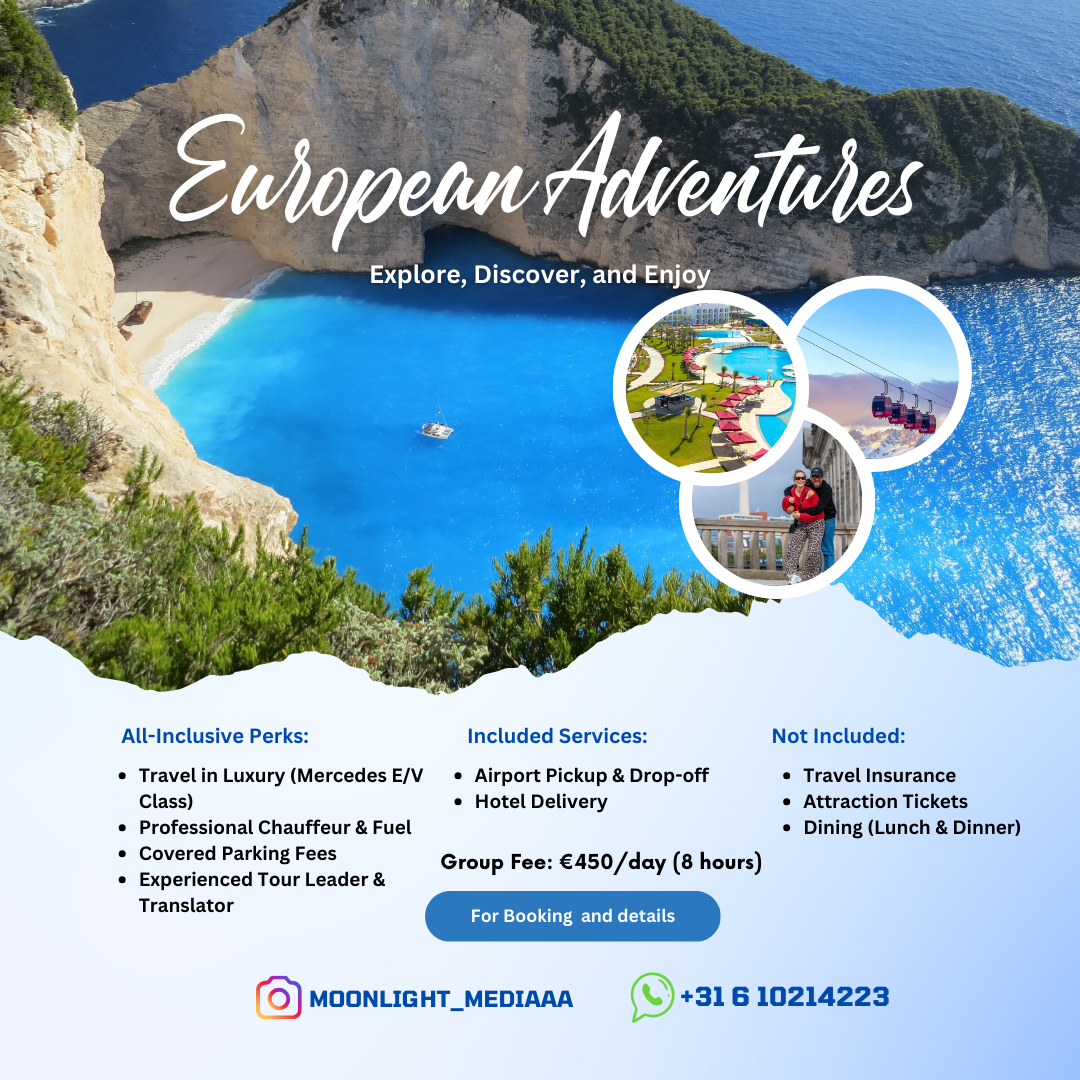 European Adventures
Explore, Discover, and Enjoy
All-Inclusive Perks:
• Travel in Luxury (Mercedes E/V
Class)
• Professional Chauffeur & Fuel
• Covered Parking Fees
• Experienced Tour Leader &
Translator
Included Services:
• Airport Pickup & Drop-off
• Hotel Delivery
Not Included:
• Travel Insurance
• Attraction Tickets
• Dining (Lunch & Dinner)
Group Fee: €450/day (8 hours)
For Booking and details
MOONLIGHT_MEDIAAA
+31 6 10214223